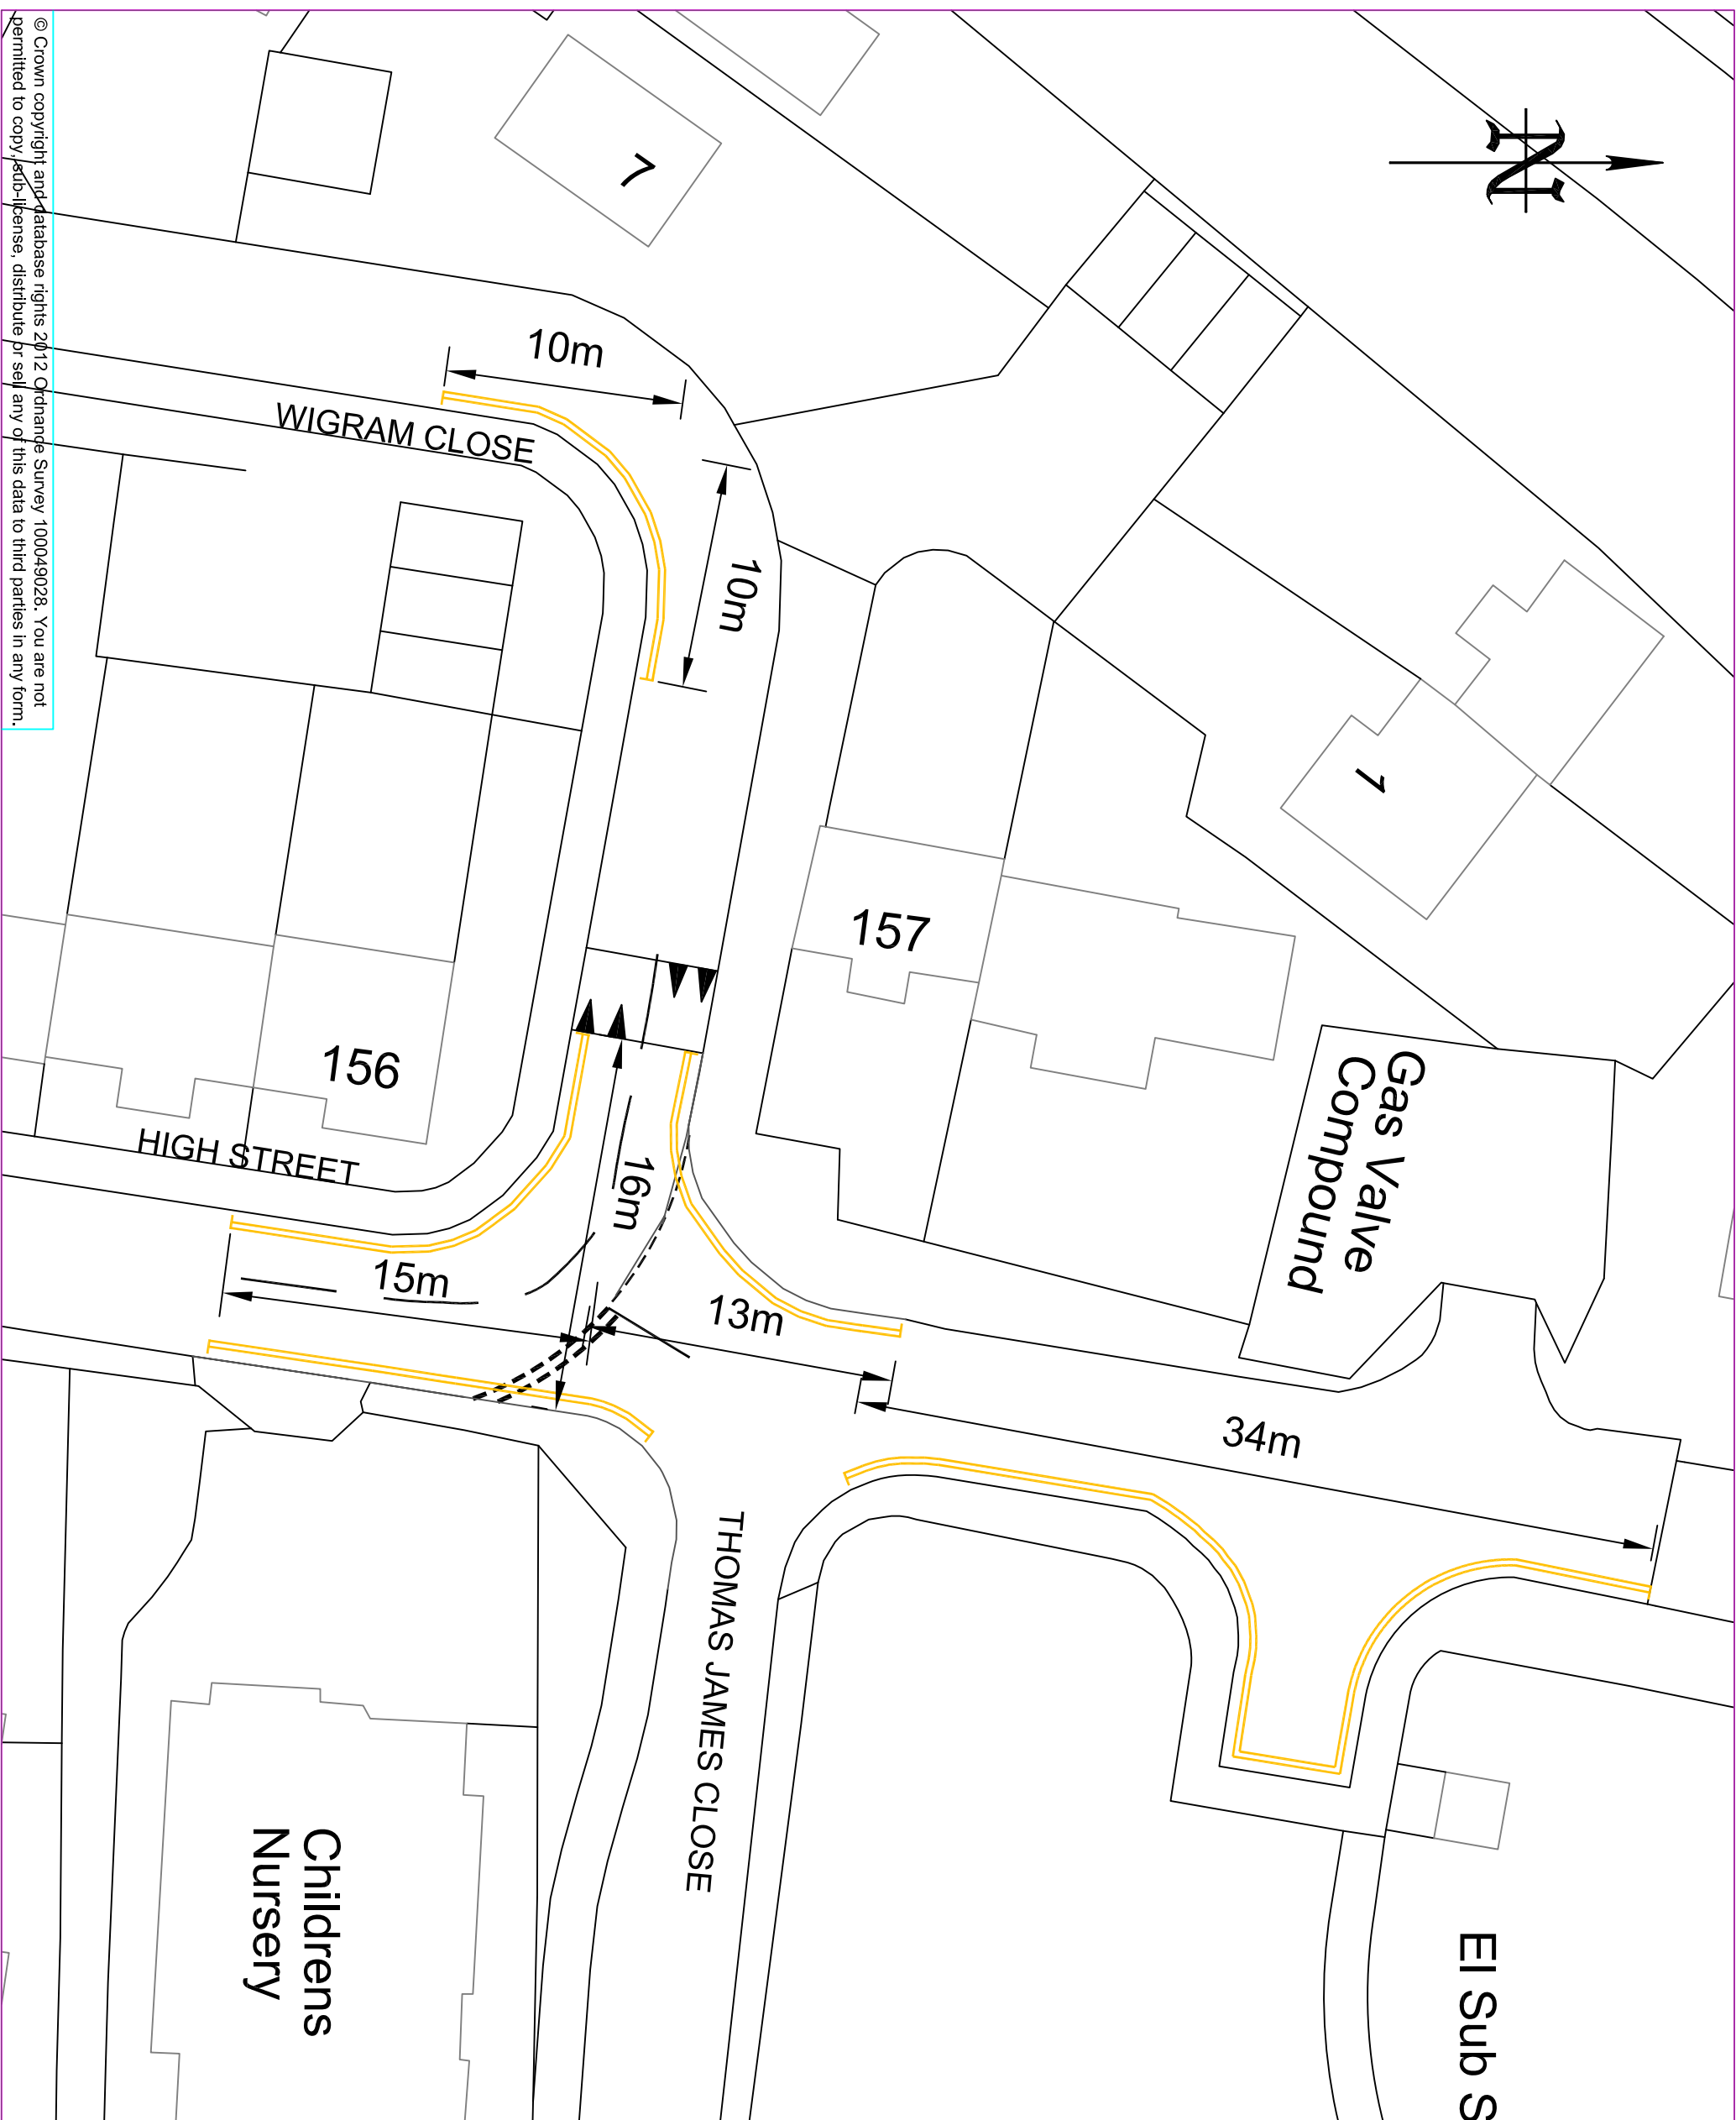 © Crown copyright and database rights 2012 Ordnance Survey 100049028. You are not
permitted to copy, sub-license, distribute or sell any of this data to third parties in any form.
7
N
10m
WIGRAM CLOSE
10m
1
157
156
Gas Valve
Compound
HIGH STREET
16m
15m
13m
34m
THOMAS JAMES CLOSE
Childrens
Nursery
El Sub S